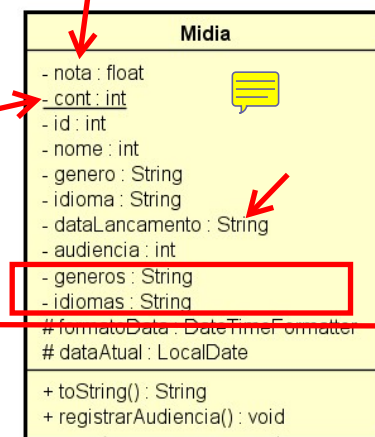 Midia
- nota : float
- cont : int
- id : int
- nome : int
- genero : String
- idioma : String
- dataLancamento : String
- audiencia : int
- generos : String
- idiomas : String
# formatoData : DateTimeFormatter
# dataAtual : LocalDate
+ toString() : String
+ registrarAudiencia() : void